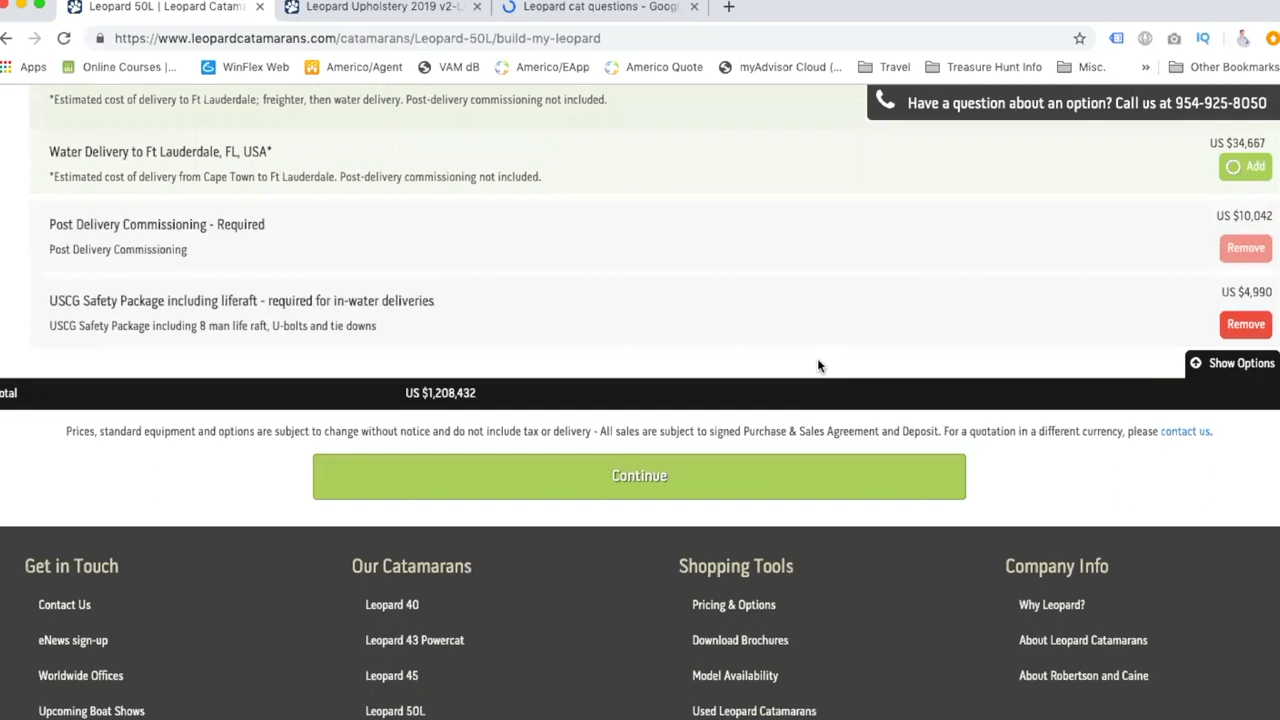 Leopard 50L | Leopard Catama
Leopard Upholstery 2019 v2-L
Leopard cat questions - Goog
https://www.leopardcatamarans.com/catamarans/Leopard-50L/build-my-leopard
Apps
Online Courses |...
WinFlex Web
Americo/Agent
VAM dB
Americo/EApp
Americo Quote
myAdvisor Cloud (...
Travel
Treasure Hunt Info
Misc.
»
Other Bookmarks
*Estimated cost of delivery to Ft Lauderdale; freighter, then water delivery. Post-delivery commissioning not included.
Have a question about an option? Call us at 954-925-8050
Water Delivery to Ft Lauderdale, FL, USA*
US $34,667
Add
*Estimated cost of delivery from Cape Town to Ft Lauderdale. Post-delivery commissioning not included.
Post Delivery Commissioning - Required
US $10,042
Post Delivery Commissioning
Remove
USCG Safety Package including liferaft - required for in-water deliveries
US $4,990
USCG Safety Package including 8 man life raft, U-bolts and tie downs
Remove
Show Options
otal
US $1,208,432
Prices, standard equipment and options are subject to change without notice and do not include tax or delivery - All sales are subject to signed Purchase & Sales Agreement and Deposit. For a quotation in a different currency, please contact us.
Continue
Get in Touch
Contact Us
eNews sign-up
Worldwide Offices
Upcoming Boat Shows
Our Catamarans
Leopard 40
Leopard 43 Powercat
Leopard 45
Leopard 50L
Shopping Tools
Pricing & Options
Download Brochures
Model Availability
Used Leopard Catamarans
Company Info
Why Leopard?
About Leopard Catamarans
About Robertson and Caine